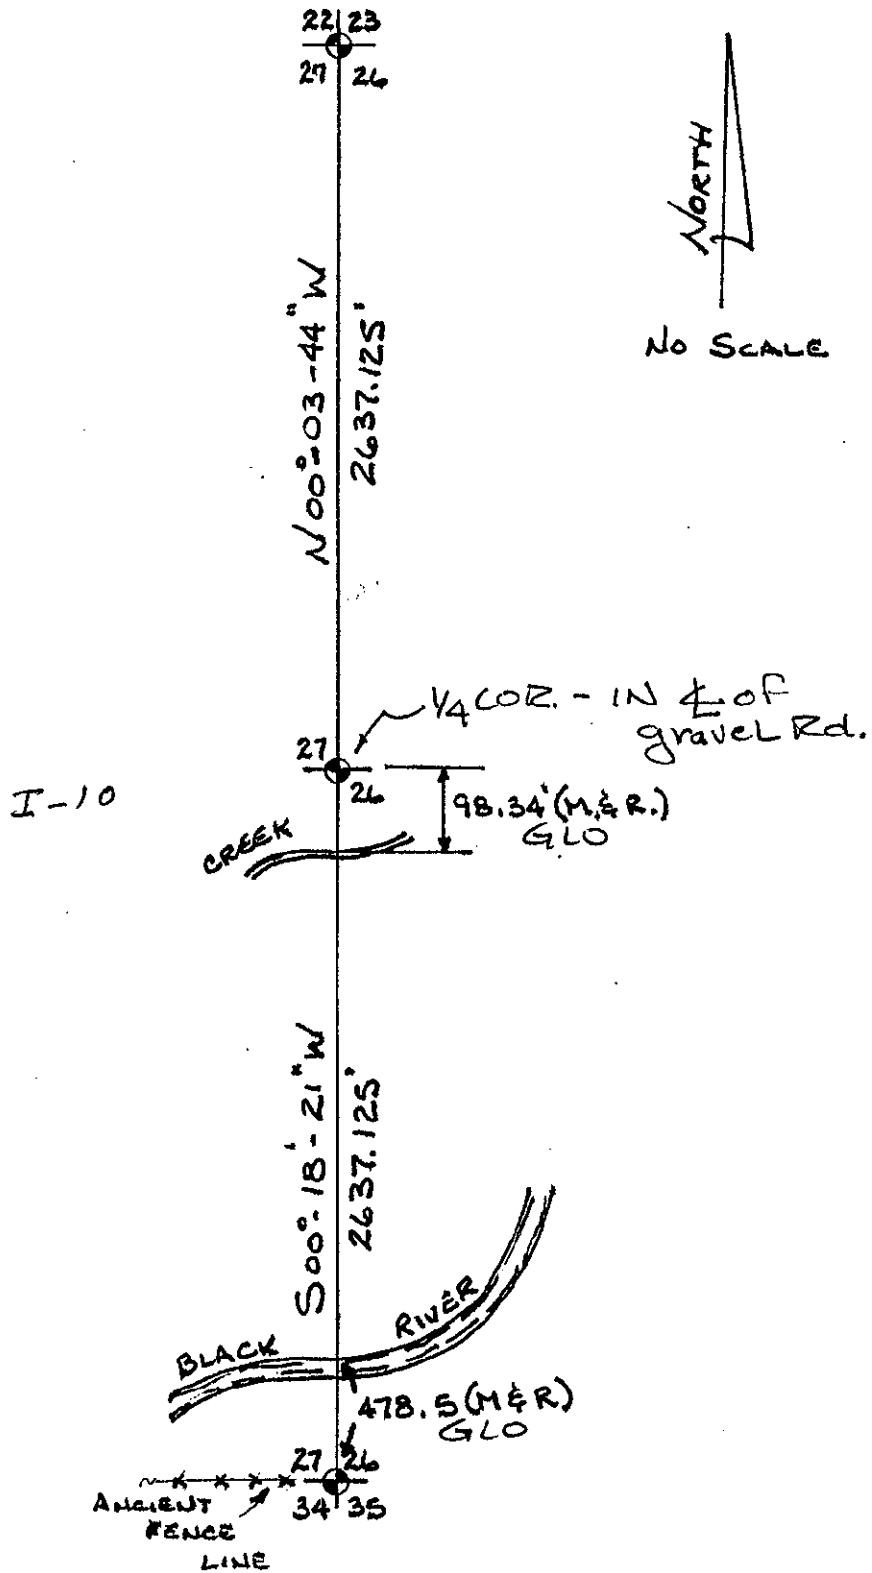 22 23
27 26
NORTH
NO SCALE
N 00°-03-44" W
2637.125'
1/4 COR. - IN ℄ OF
gravel Rd.
27
26
I-10
98.34' (M. & R.)
GLO
CREEK
S 00°-18'-21" W
2637.125'
BLACK RIVER
478.5 (M & R)
GLO
27 26
34 35
ANCIENT
FENCE
LINE